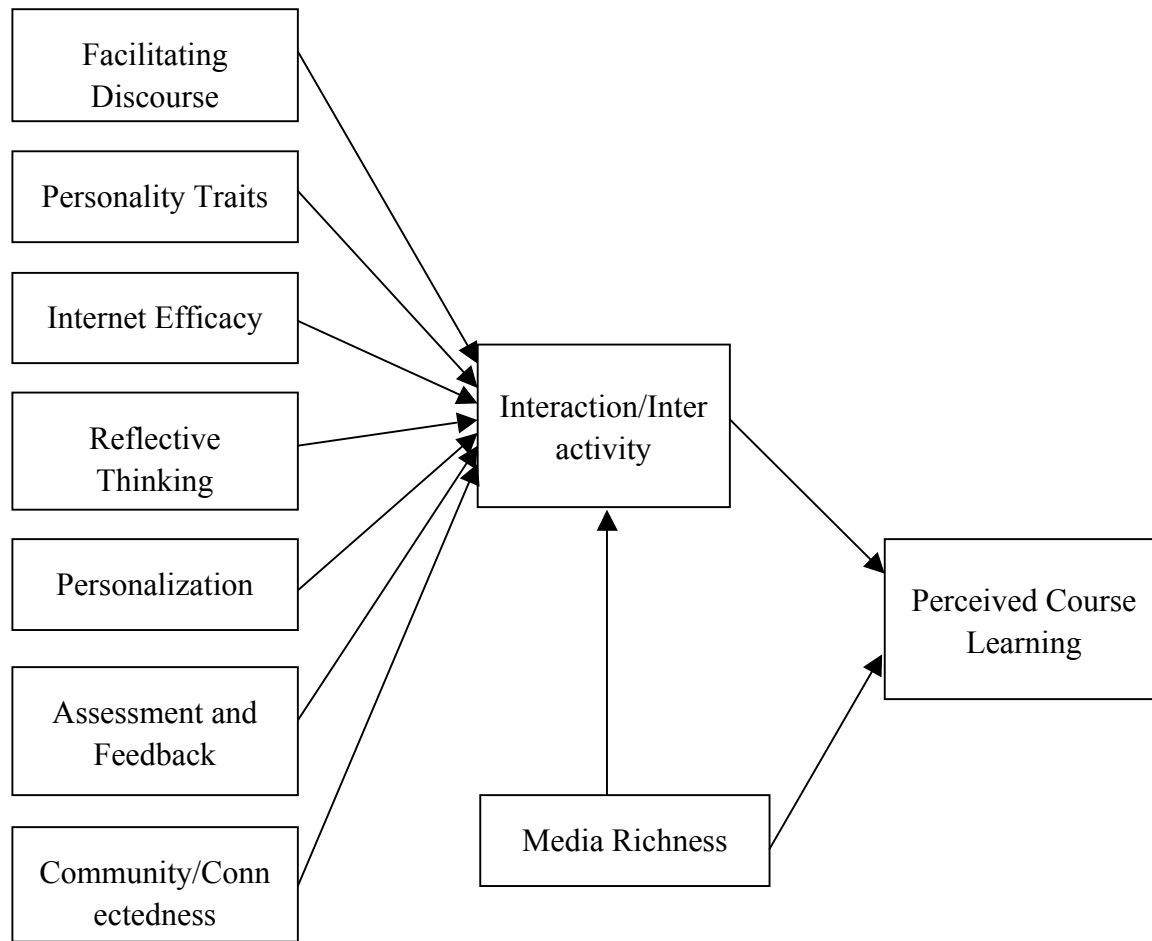 Facilitating
Discourse
Personality Traits
Internet Efficacy
Reflective
Thinking
Personalization
Assessment and
Feedback
Community/Conn
ectedness
Interaction/Inter
activity
Media Richness
Perceived Course
Learning